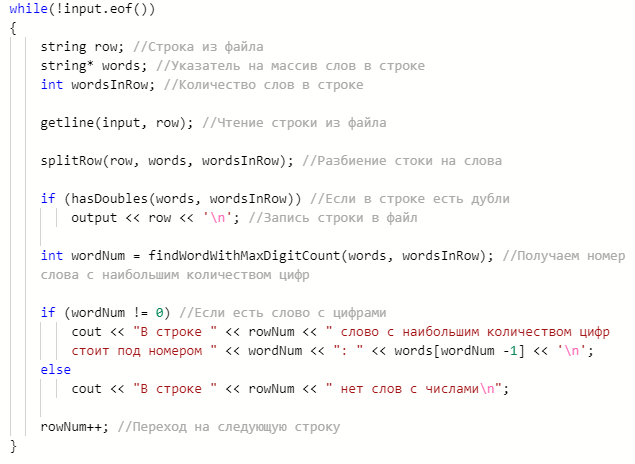 while(!input.eof())
{
string row; //Строка из файла
string* words; //Указатель на массив слов в строке
int wordsInRow; //Количество слов в строке
getline(input, row); //Чтение строки из файла
splitRow(row, words, wordsInRow); //Разбиение стоки на слова
if (hasDoubles(words, wordsInRow)) //Если в строке есть дубли
output << row << '\n'; //Запись строки в файл
int wordNum = findWordWithMaxDigitCount(words, wordsInRow); //Получаем номер
слова с наибольшим количеством цифр
if (wordNum != 0) //Если есть слово с цифрами
cout << "В строке " << rowNum << " слово с наибольшим количеством цифр
стоит под номером " << wordNum << ": " << words[wordNum -1] << '\n';
else
cout << "В строке " << rowNum << " нет слов с числами\n";
rowNum++; //Переход на следующую строку
}